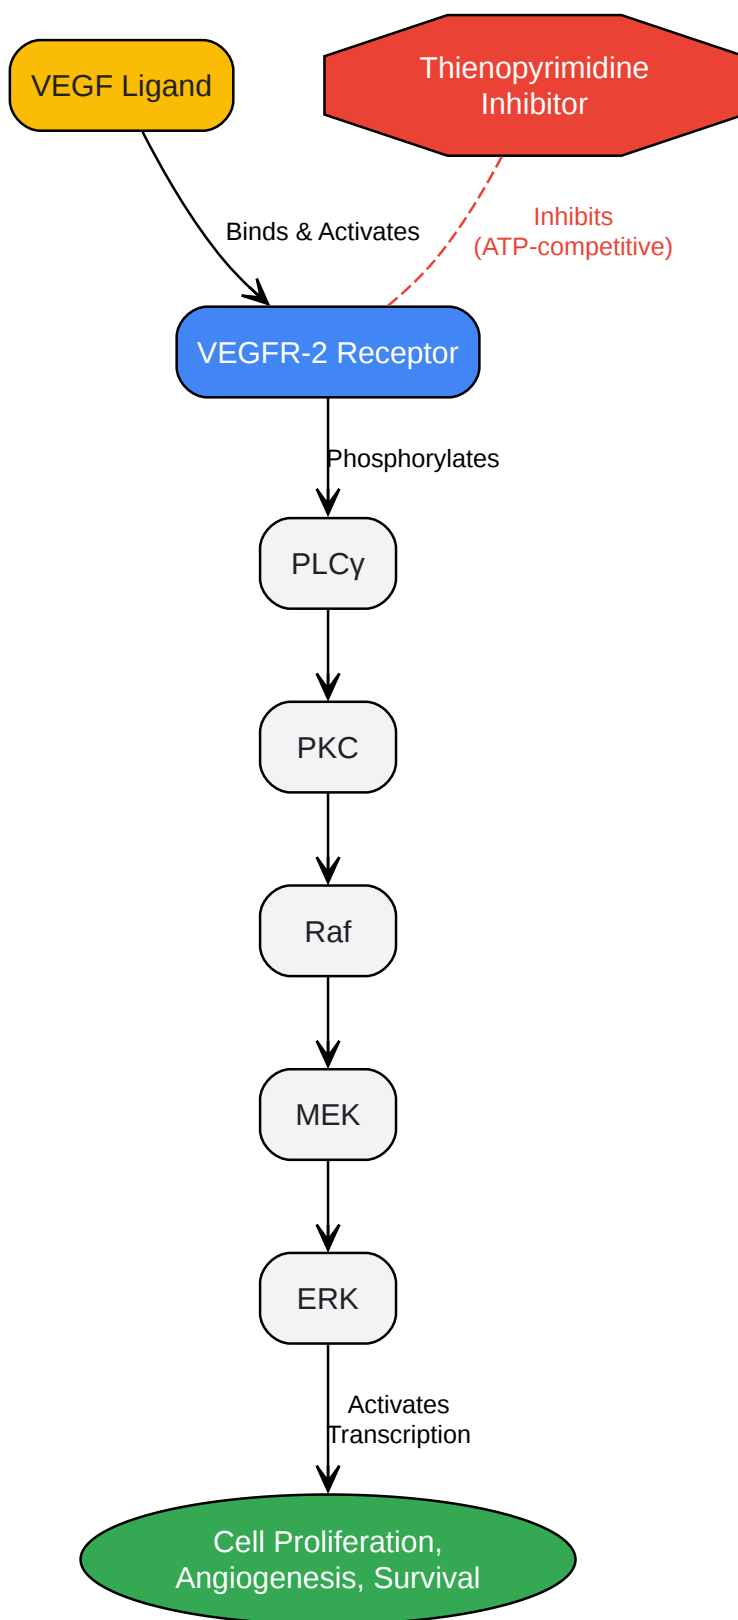 VEGF Ligand
Thienopyrimidine
Inhibitor
Binds & Activates
Inhibits
(ATP-competitive)
VEGFR-2 Receptor
Phosphorylates
PLCγ
PKC
Raf
MEK
ERK
Activates
Transcription
Cell Proliferation,
Angiogenesis, Survival